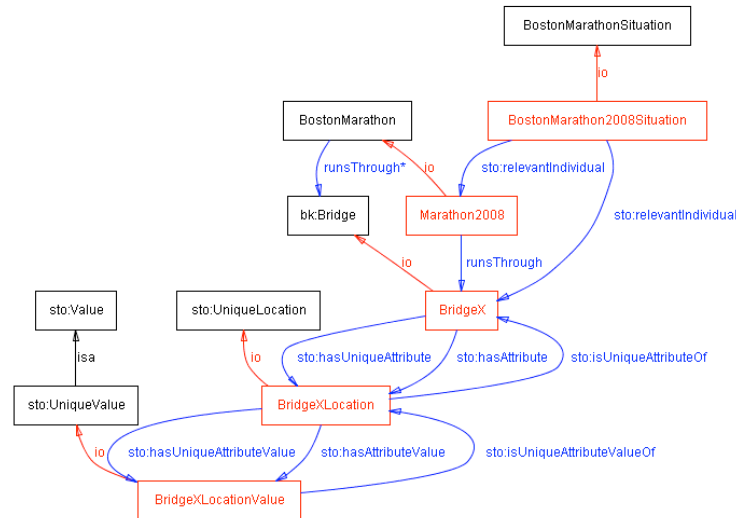 BostonMarathonSituation
io
BostonMarathon
BostonMarathon2008Situation
runsThrough*
io
sto:relevantIndividual
bk:Bridge
Marathon2008
sto:relevantIndividual
io
runsThrough
sto:Value
sto:UniqueLocation
BridgeX
isa
io
sto:hasUniqueAttribute
sto:hasAttribute
sto:isUniqueAttributeOf
sto:UniqueValue
BridgeXLocation
io
sto:hasUniqueAttributeValue
sto:hasAttributeValue
sto:isUniqueAttributeValueOf
BridgeXLocationValue